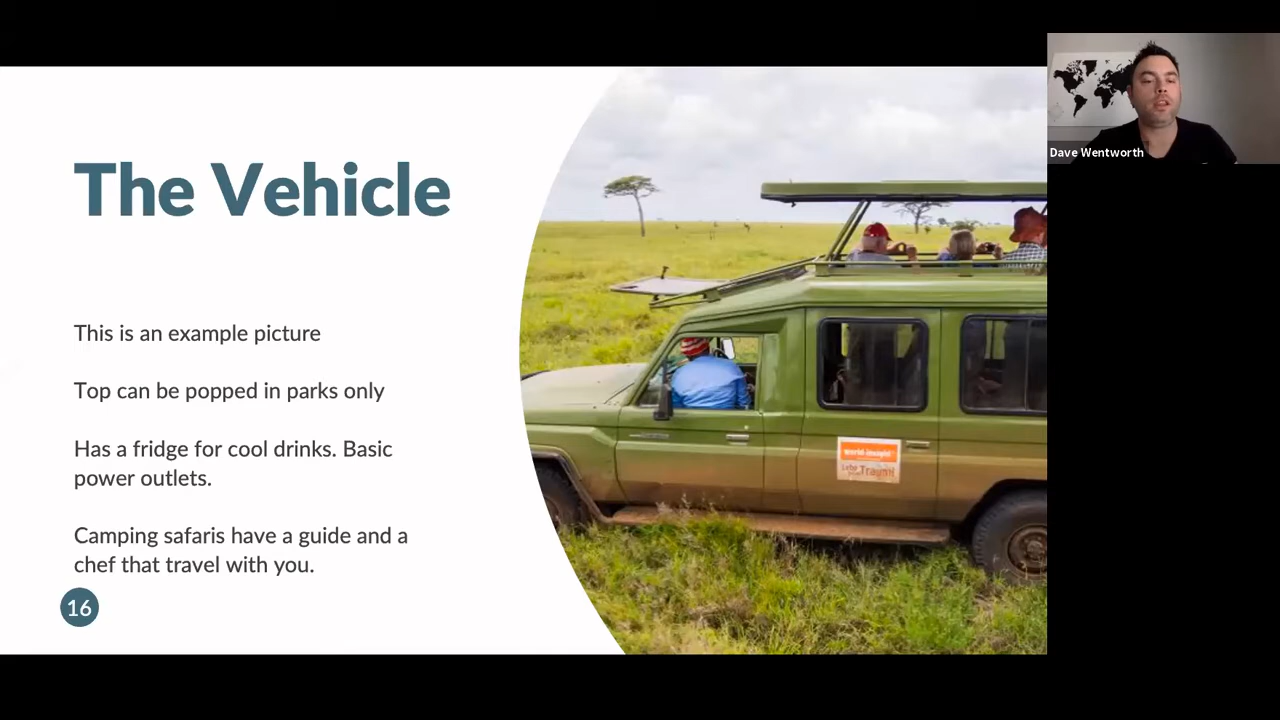 The Vehicle
This is an example picture
Top can be popped in parks only
Has a fridge for cool drinks. Basic
power outlets.
Camping safaris have a guide and a
chef that travel with you.
16
Dave Wentworth